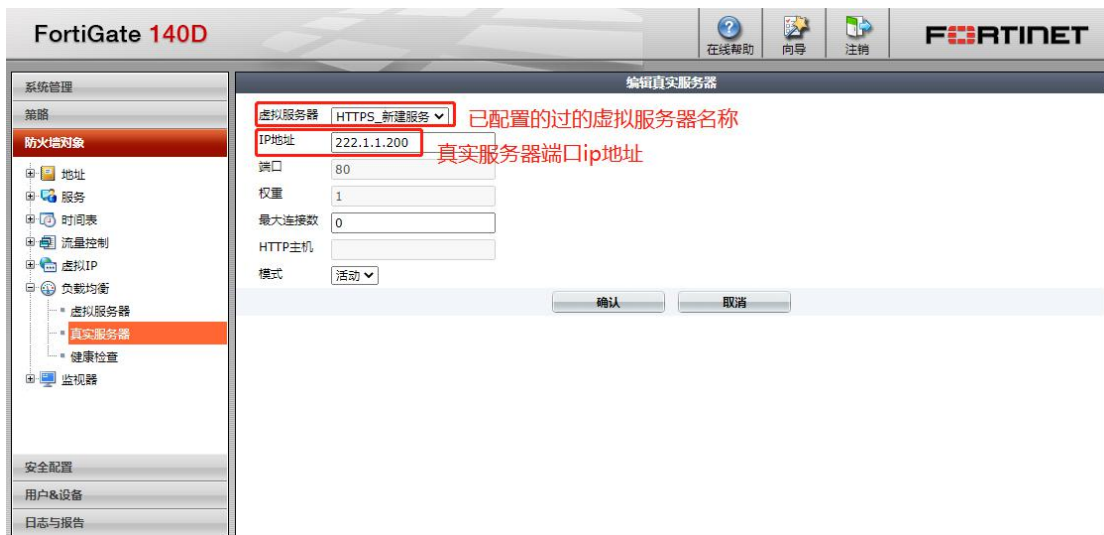 FortiGate 140D
在线帮助
向导
注销
FORTINET
系统管理
策略
防火墙对象
地址
服务
时间表
流量控制
虚拟IP
负载均衡
虚拟服务器
真实服务器
健康检查
监视器
安全配置
用户&设备
日志与报告
编辑真实服务器
虚拟服务器 HTTPS_新建服务 已配置的过的虚拟服务器名称
IP地址 222.1.1.200 真实服务器端口ip地址
端口 80
权重 1
最大连接数 0
HTTP主机
模式 活动
确认 取消